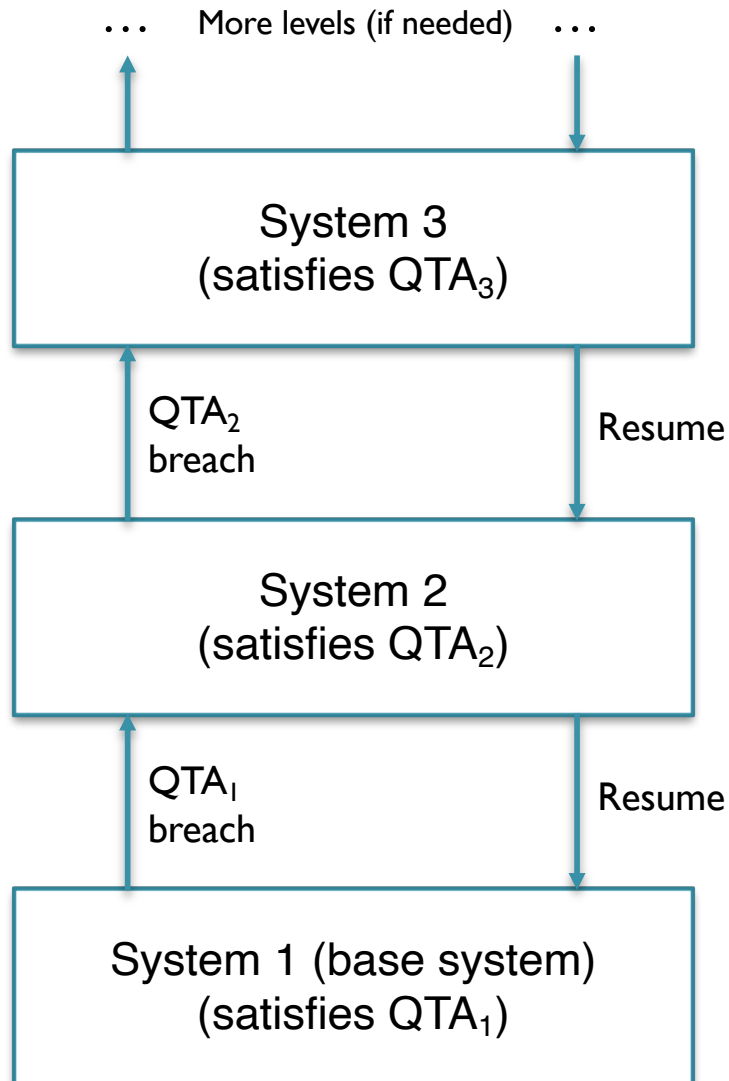 ... More levels (if needed) ...
System 3
(satisfies QTA₃)
QTA₂
breach
Resume
System 2
(satisfies QTA₂)
QTA₁
breach
Resume
System 1 (base system)
(satisfies QTA₁)